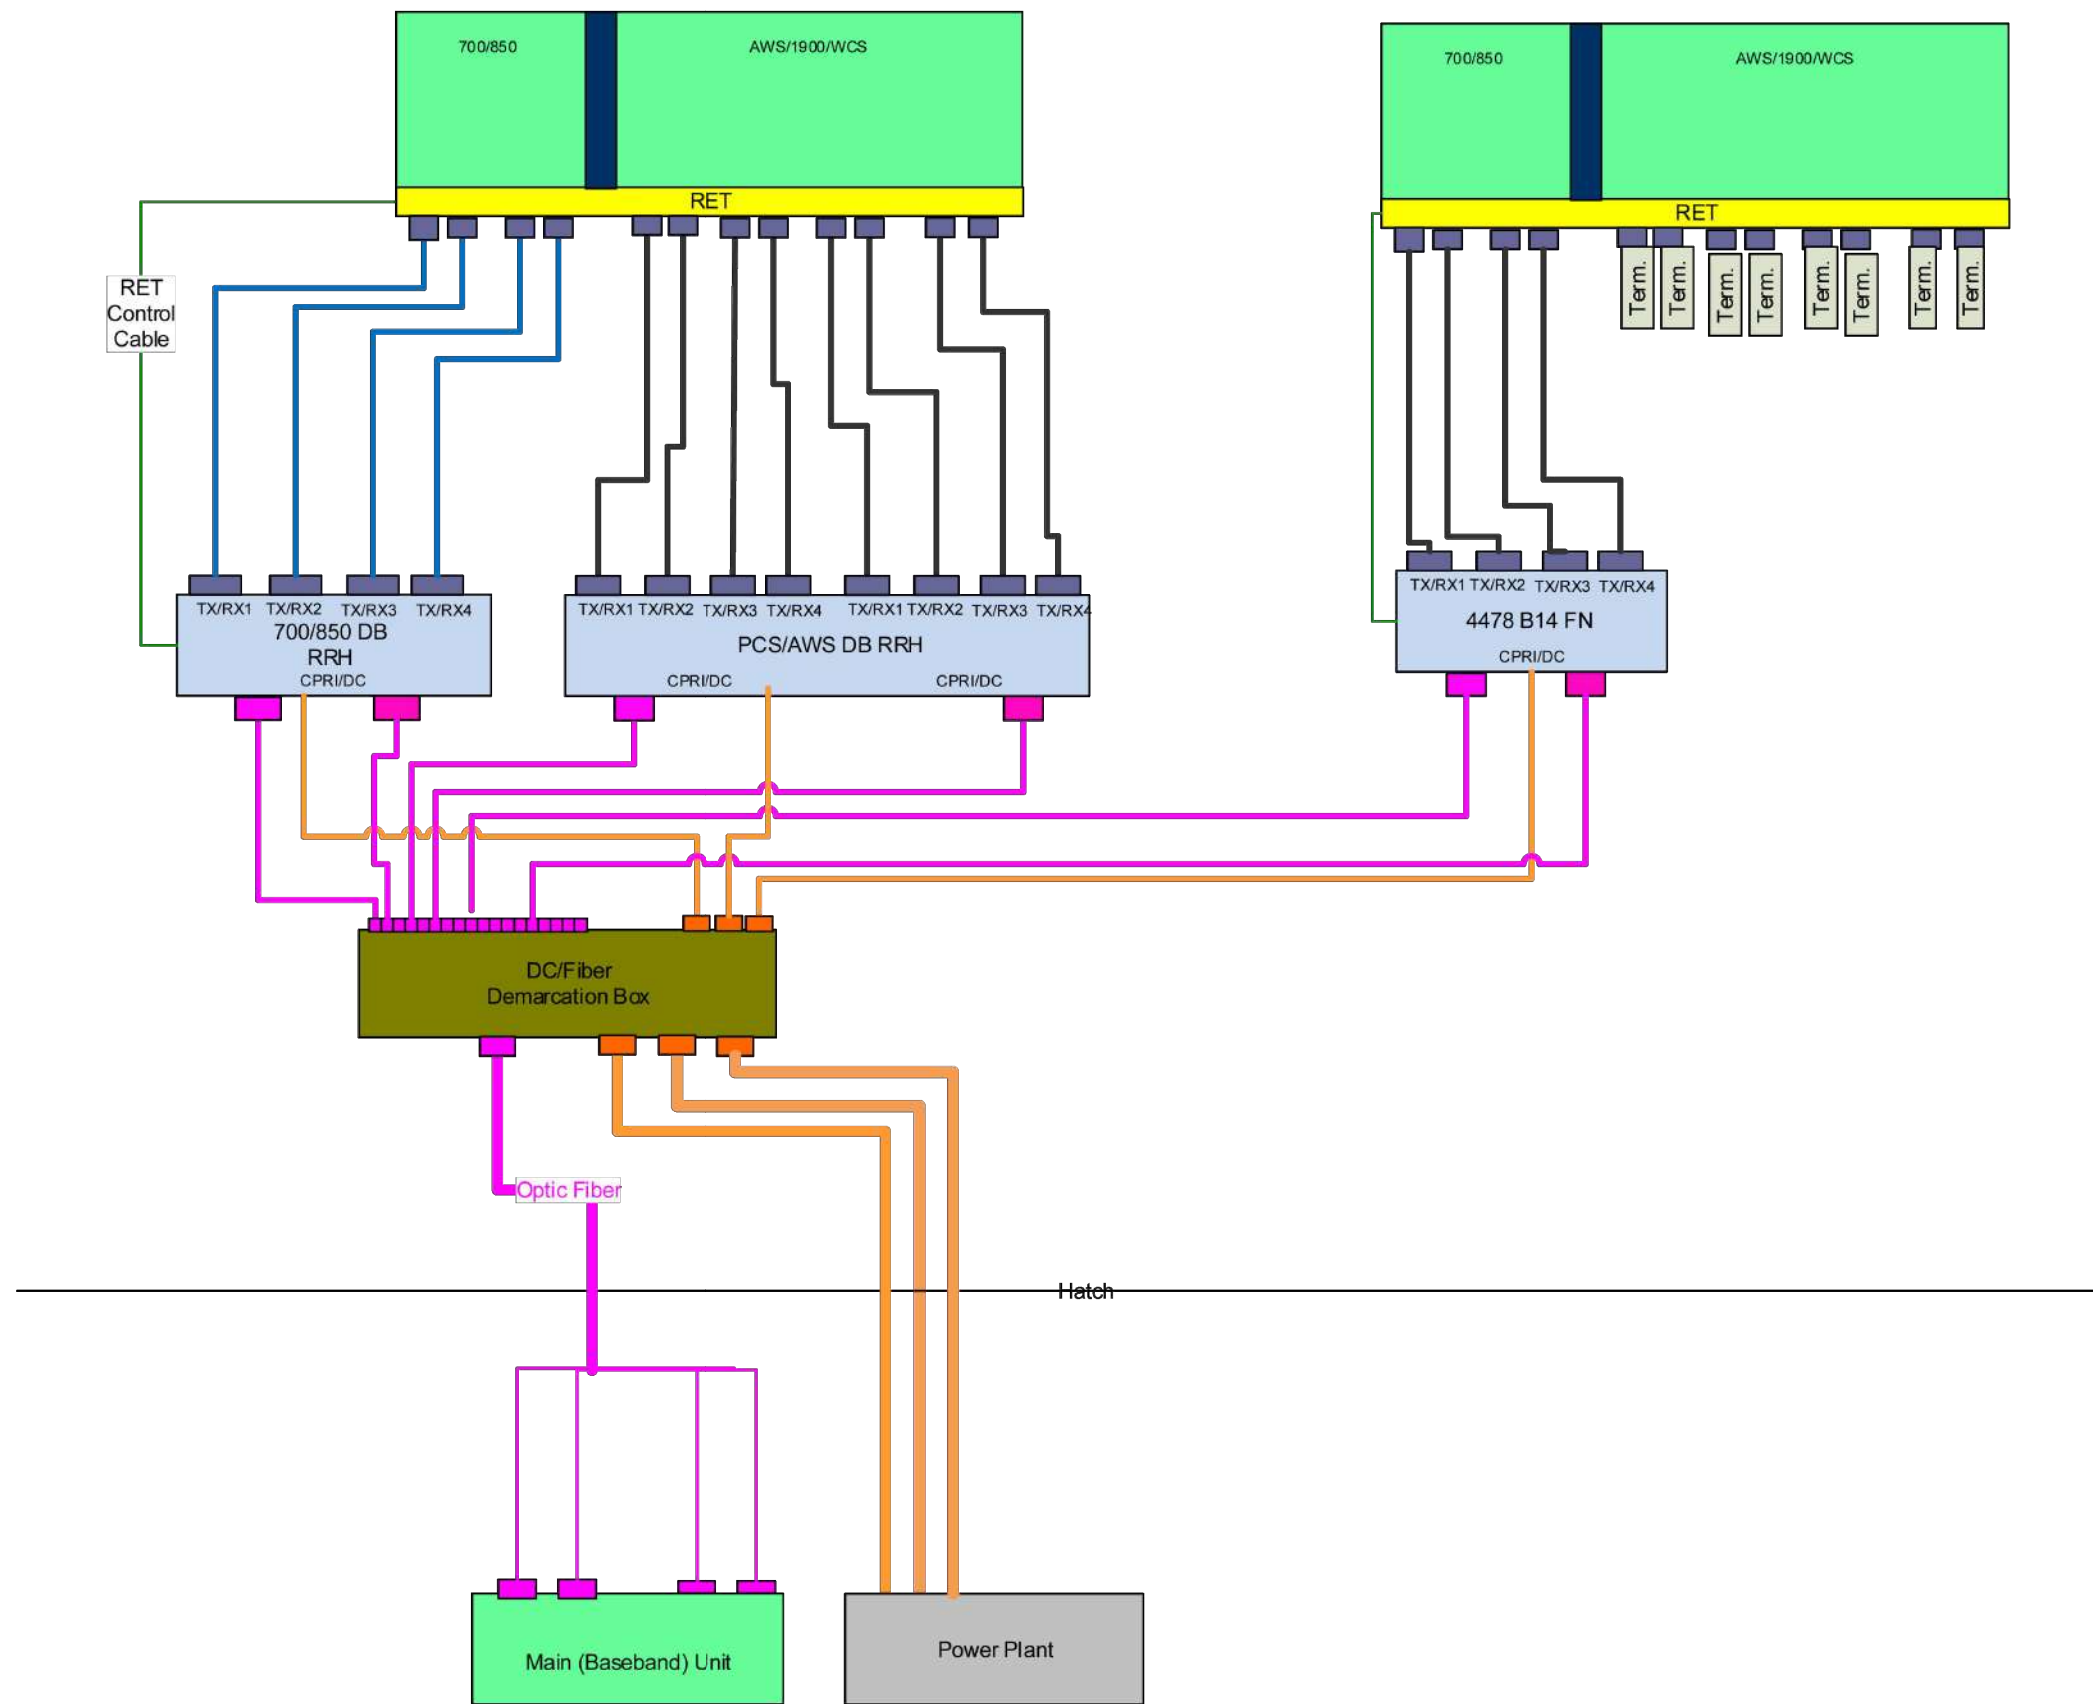 700/850
AWS/1900/WCS
700/850
AWS/1900/WCS
RET
RET
Term.
Term.
Term.
Term.
Term.
Term.
Term.
Term.
RET
Control
Cable
TX/RX1
TX/RX2
TX/RX3
TX/RX4
700/850 DB
RRH
CPRI/DC
TX/RX1
TX/RX2
TX/RX3
TX/RX4
TX/RX1
TX/RX2
TX/RX3
TX/RX4
PCS/AWS DB RRH
CPRI/DC
CPRI/DC
TX/RX1
TX/RX2
TX/RX3
TX/RX4
4478 B14 FN
CPRI/DC
DC/Fiber
Demarcation Box
Optic Fiber
Hatch
Main (Baseband) Unit
Power Plant